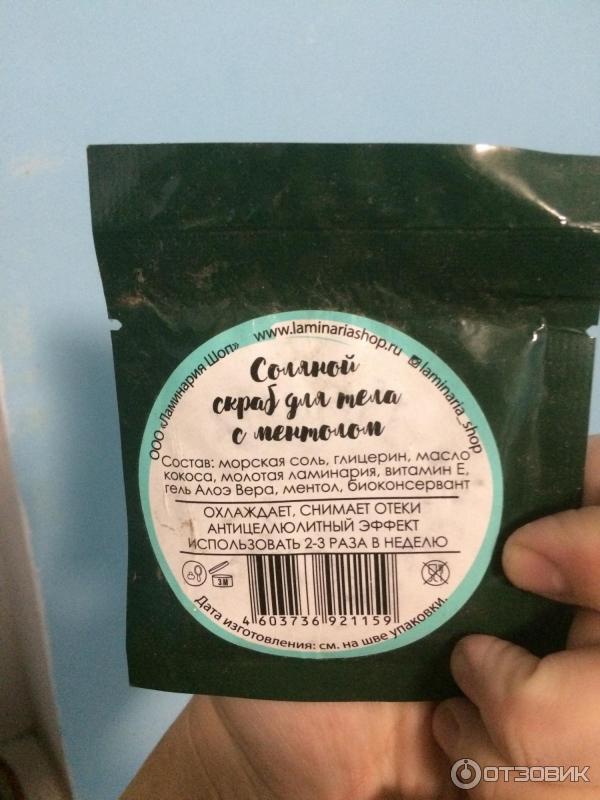 ООО «Ламинария Шоп» www.laminariashop.ru laminaria_shop
Соляной
скраб для тела
с ментолом
Состав: морская соль, глицерин, масло
кокоса, молотая ламинария, витамин Е,
гель Алоэ Вера, ментол, биоконсервант
ОХЛАЖДАЕТ, СНИМАЕТ ОТЕКИ
АНТИЦЕЛЛЮЛИТНЫЙ ЭФФЕКТ
ИСПОЛЬЗОВАТЬ 2-3 РАЗА В НЕДЕЛЮ
3М
4 603736 921159
Дата изготовления: см. на шве упаковки.
ОТЗОВИК